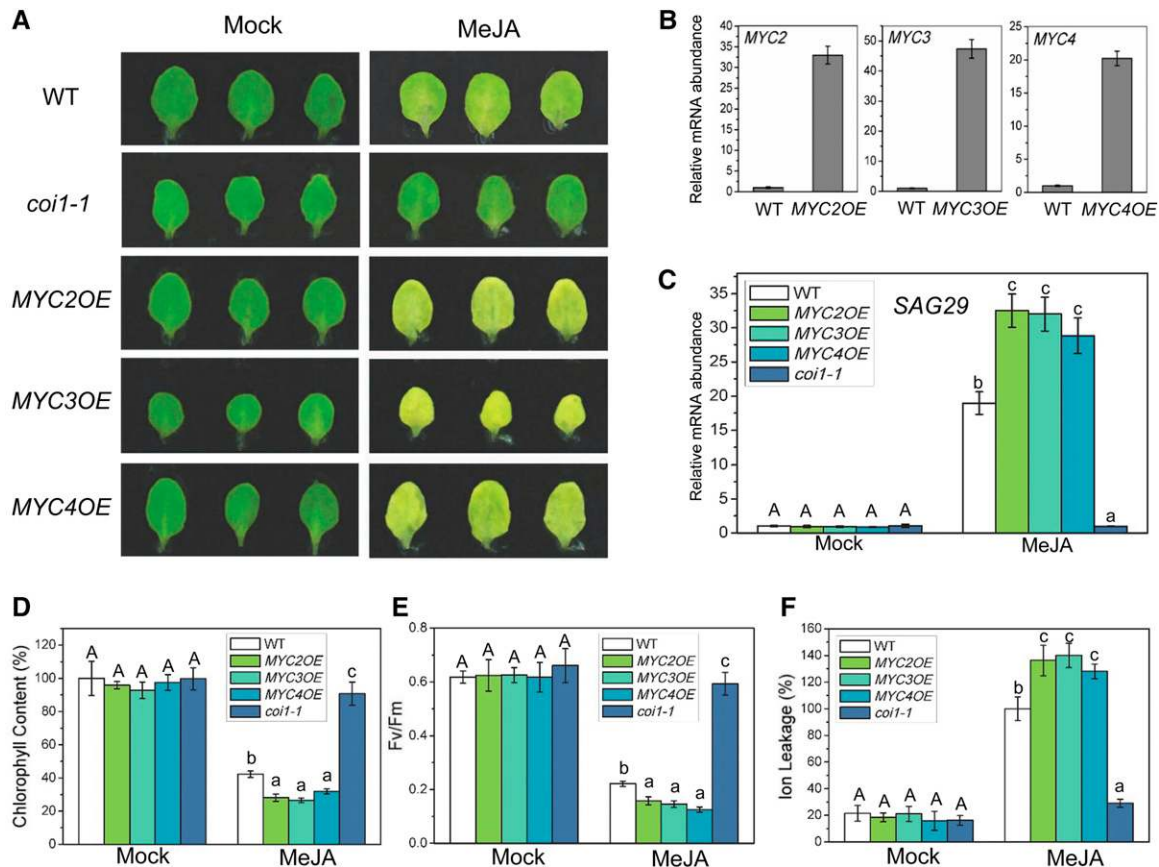 A
Mock
MeJA
WT
coi1-1
MYC2OE
MYC3OE
MYC4OE
B
Relative mRNA abundance
MYC2
40
35
30
25
20
15
10
5
0
WT MYC2OE
MYC3
60
50
40
30
20
10
0
WT MYC3OE
MYC4
25
20
15
10
5
0
WT MYC4OE
C
Relative mRNA abundance
35
30
25
20
15
10
5
0
WT
MYC2OE
MYC3OE
MYC4OE
coi1-1
SAG29
A A A A A
b c c c a
Mock
MeJA
D
Chlorophyll Content (%)
120
100
80
60
40
20
0
WT
MYC2OE
MYC3OE
MYC4OE
coi1-1
A A A A A
b a a a c
Mock
MeJA
E
Fv/Fm
0.8
0.6
0.4
0.2
0.0
WT
MYC2OE
MYC3OE
MYC4OE
coi1-1
A A A A A
b a a a c
Mock
MeJA
F
Ion Leakage (%)
160
140
120
100
80
60
40
20
0
WT
MYC2OE
MYC3OE
MYC4OE
coi1-1
A A A A A
b c c c a
Mock
MeJA